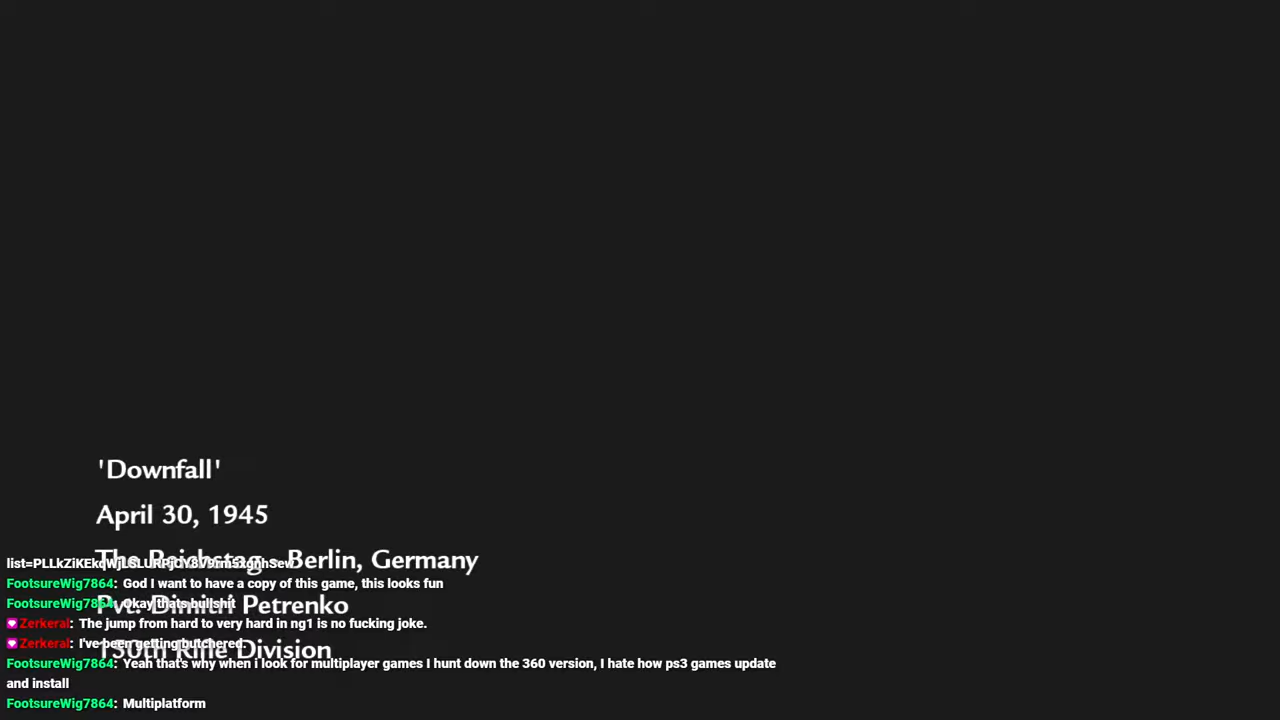 'Downfall'
April 30, 1945
The Reichstag - Berlin, Germany
FootsureWig7864: God I want to have a copy of this game, this looks fun
FootsureWig7864: Okay thats bullshit
Pvt. Dimitri Petrenko
Zerkeral: The jump from hard to very hard in ng1 is no fucking joke.
Zerkeral: I've been getting butchered.
150th Rifle Division
FootsureWig7864: Yeah that's why when i look for multiplayer games I hunt down the 360 version, I hate how ps3 games update
and install
FootsureWig7864: Multiplatform